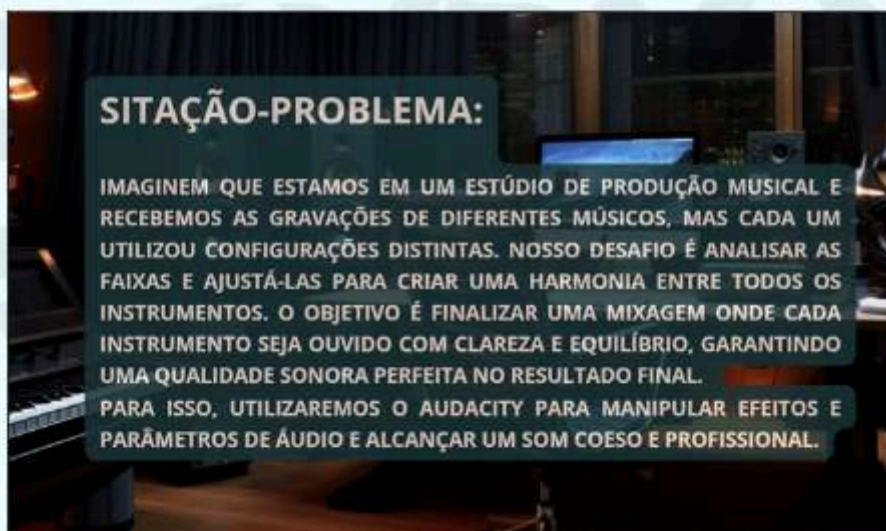 SITAÇÃO-PROBLEMA:
IMAGINEM QUE ESTAMOS EM UM ESTÚDIO DE PRODUÇÃO MUSICAL E
RECEBEMOS AS GRAVAÇÕES DE DIFERENTES MÚSICOS, MAS CADA UM
UTILIZOU CONFIGURAÇÕES DISTINTAS. NOSSO DESAFIO É ANALISAR AS
FAIXAS E AJUSTÁ-LAS PARA CRIAR UMA HARMONIA ENTRE TODOS OS
INSTRUMENTOS. O OBJETIVO É FINALIZAR UMA MIXAGEM ONDE CADA
INSTRUMENTO SEJA OUVIDO COM CLAREZA E EQUILÍBRIO, GARANTINDO
UMA QUALIDADE SONORA PERFEITA NO RESULTADO FINAL.
PARA ISSO, UTILIZAREMOS O AUDACITY PARA MANIPULAR EFEITOS E
PARÂMETROS DE ÁUDIO E ALCANÇAR UM SOM COESO E PROFISSIONAL.